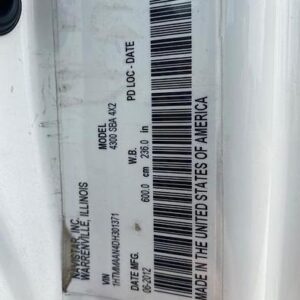 NAVISTAR, INC.
WARRENVILLE, ILLINOIS
VIN
1HTMMAAN4DH301371
DATE MFG.
06-2012
MODEL
4300 SBA 4X2
W.B.
600.0 cm 236.0 in
PD LOC - DATE
MADE IN THE UNITED STATES OF AMERICA